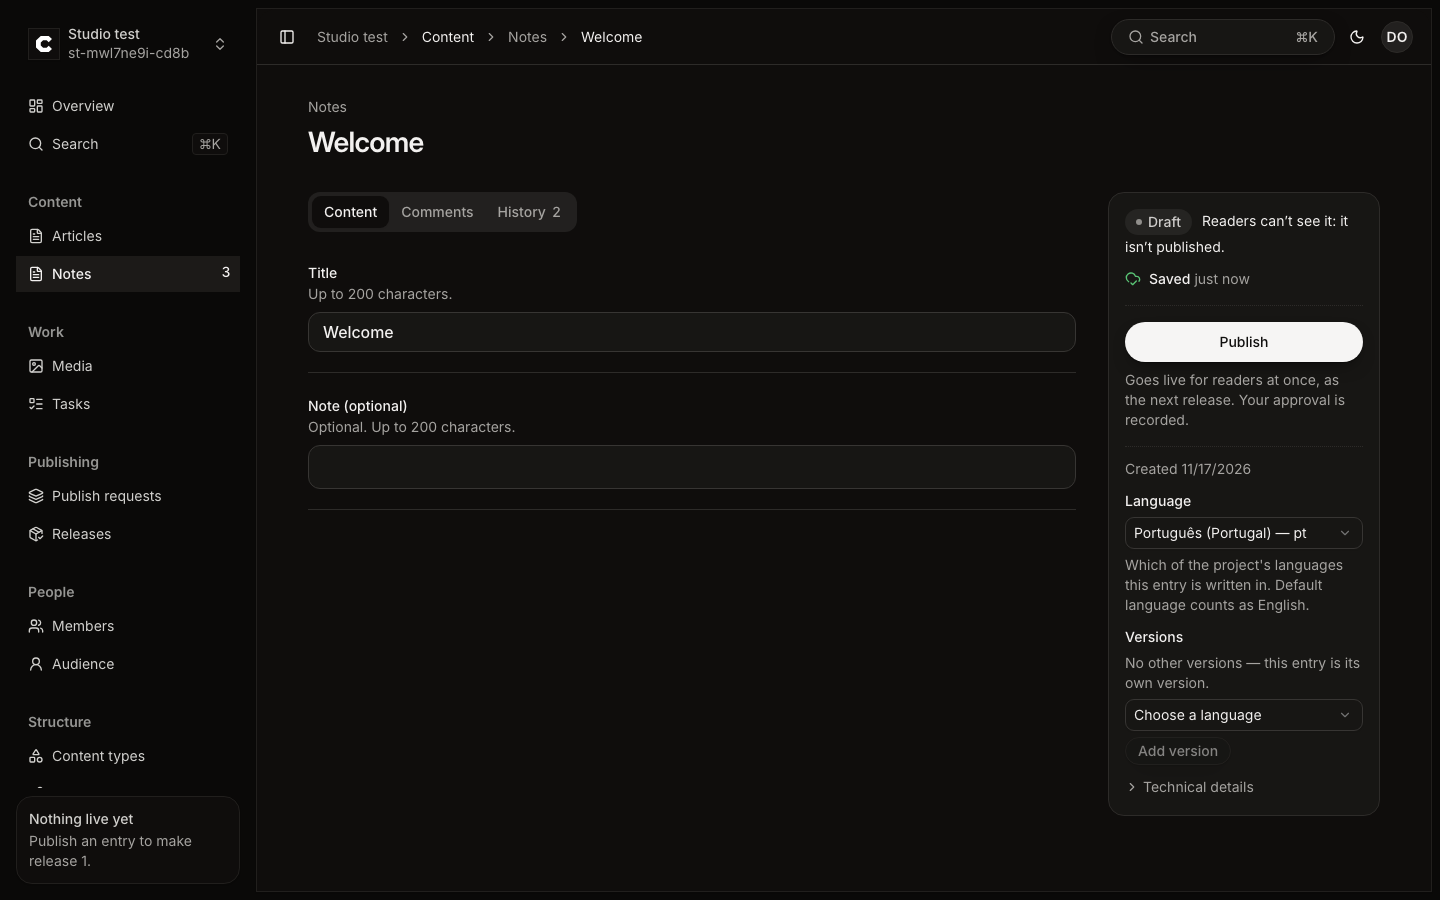 Studio test
st-mwl7ne9i-cd8b
Overview
Search ⌘K
Content
Articles
Notes 3
Work
Media
Tasks
Publishing
Publish requests
Releases
People
Members
Audience
Structure
Content types
Nothing live yet
Publish an entry to make
release 1.
Studio test > Content > Notes > Welcome
Search ⌘K
DO
Notes
Welcome
Content Comments History 2
Title
Up to 200 characters.
Welcome
Note (optional)
Optional. Up to 200 characters.
Draft Readers can’t see it: it
isn’t published.
Saved just now
Publish
Goes live for readers at once, as
the next release. Your approval is
recorded.
Created 11/17/2026
Language
Português (Portugal) — pt
Which of the project's languages
this entry is written in. Default
language counts as English.
Versions
No other versions — this entry is its
own version.
Choose a language
Add version
Technical details